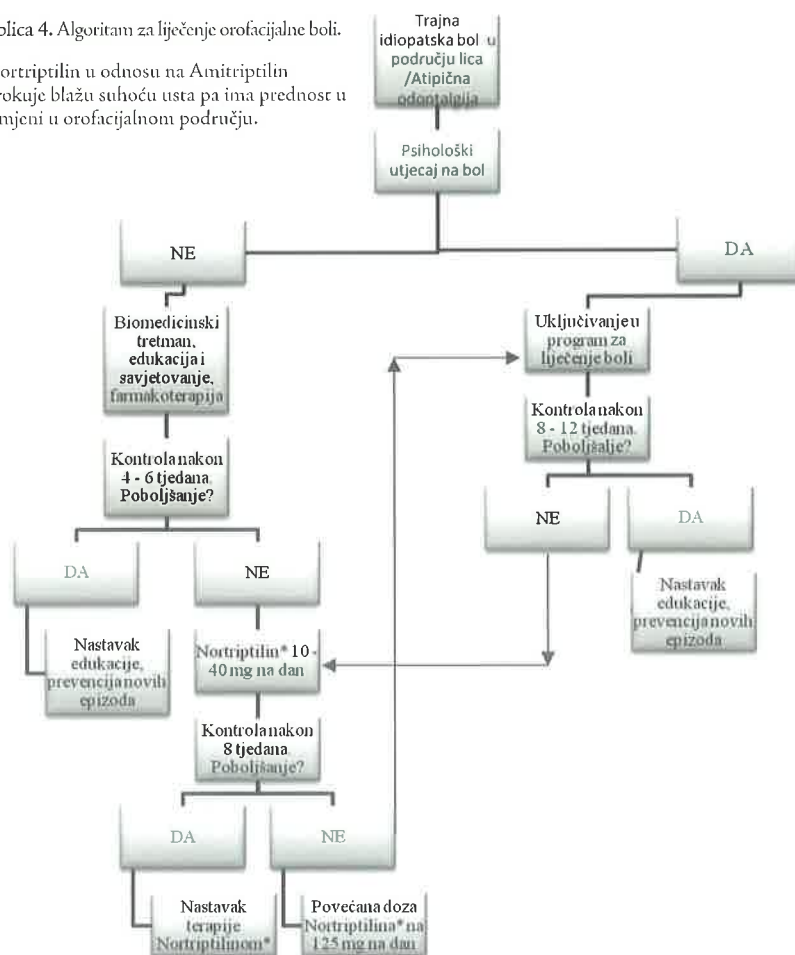 blica 4. Algoritam za liječenje orofacijalne boli.
ortriptilin u odnosu na Amitriptilin
rokuje blažu suhoću usta pa ima prednost u
mjeni u orofacijalnom području.
Trajna
idiopatska bol u
području lica
/Atipična
odontalgija
Psihološki
utjecaj na bol
NE
DA
Biomedicinski
tretman,
edukacija i
savjetovanje,
farmakoterapija
Uključivanje u
program za
liječenje boli
Kontrola nakon
4 - 6 tjedana.
Poboljšanje?
Kontrola nakon
8 - 12 tjedana.
Poboljšalje?
DA
NE
NE
DA
Nastavak
edukacije,
prevencija novih
epizoda
Nortriptilin* 10 -
40 mg na dan
Nastavak
edukacije,
prevencija novih
epizoda
Kontrola nakon
8 tjedana.
Poboljšanje?
DA
NE
Nastavak
terapije
Nortriptilinom*
Povećana doza
Nortriptilina* na
125 mg na dan